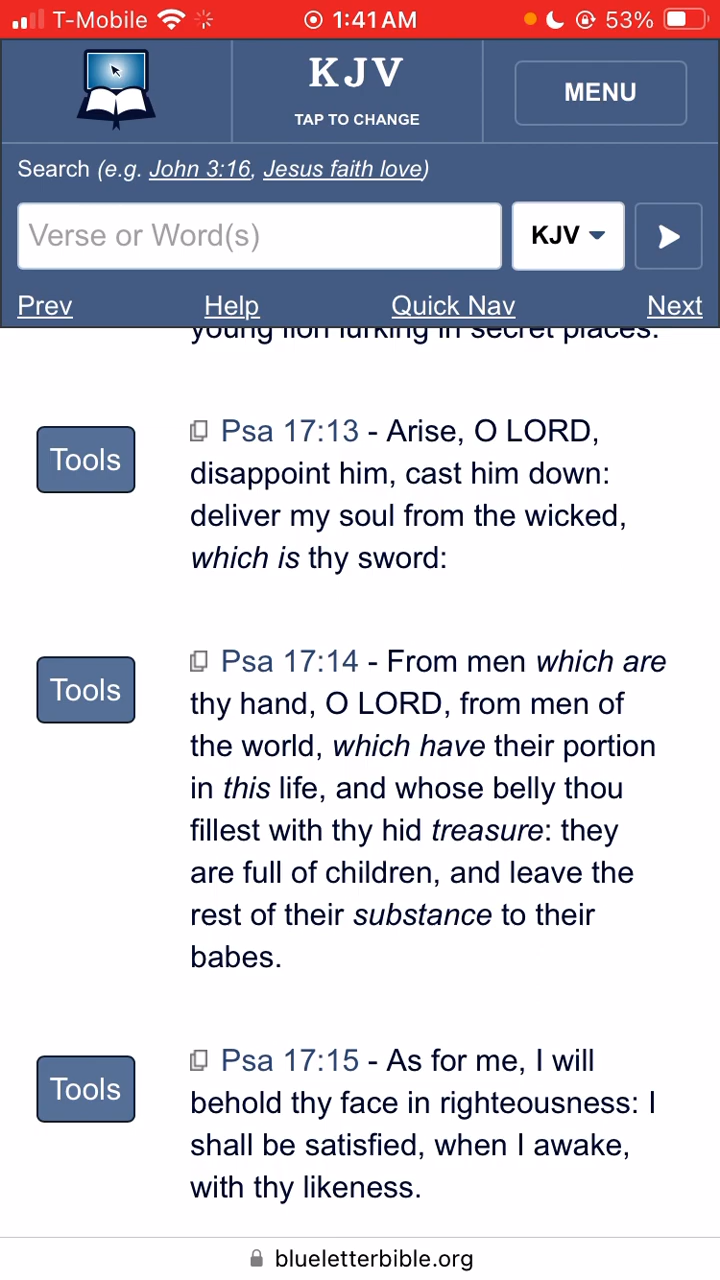 T-Mobile 1:41 AM 53%
KJV
TAP TO CHANGE
MENU
Search (e.g. John 3:16, Jesus faith love)
Verse or Word(s) KJV
Prev Help Quick Nav Next
young lion lurking in secret places.
Tools
Psa 17:13 - Arise, O LORD,
disappoint him, cast him down:
deliver my soul from the wicked,
which is thy sword:
Tools
Psa 17:14 - From men which are
thy hand, O LORD, from men of
the world, which have their portion
in this life, and whose belly thou
fillest with thy hid treasure: they
are full of children, and leave the
rest of their substance to their
babes.
Tools
Psa 17:15 - As for me, I will
behold thy face in righteousness: I
shall be satisfied, when I awake,
with thy likeness.
blueletterbible.org